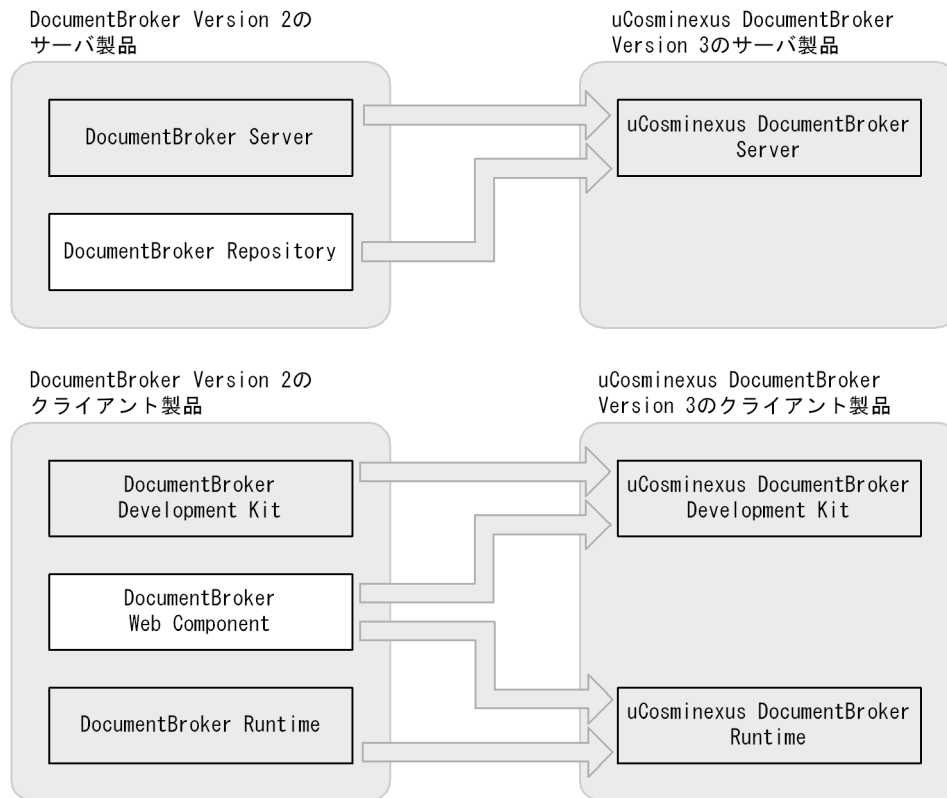 DocumentBroker Version 2の
サーバ製品
uCosminexus DocumentBroker
Version 3のサーバ製品
DocumentBroker Server
uCosminexus DocumentBroker
Server
DocumentBroker Repository
DocumentBroker Version 2の
クライアント製品
uCosminexus DocumentBroker
Version 3のクライアント製品
DocumentBroker
Development Kit
uCosminexus DocumentBroker
Development Kit
DocumentBroker
Web Component
DocumentBroker Runtime
uCosminexus DocumentBroker
Runtime